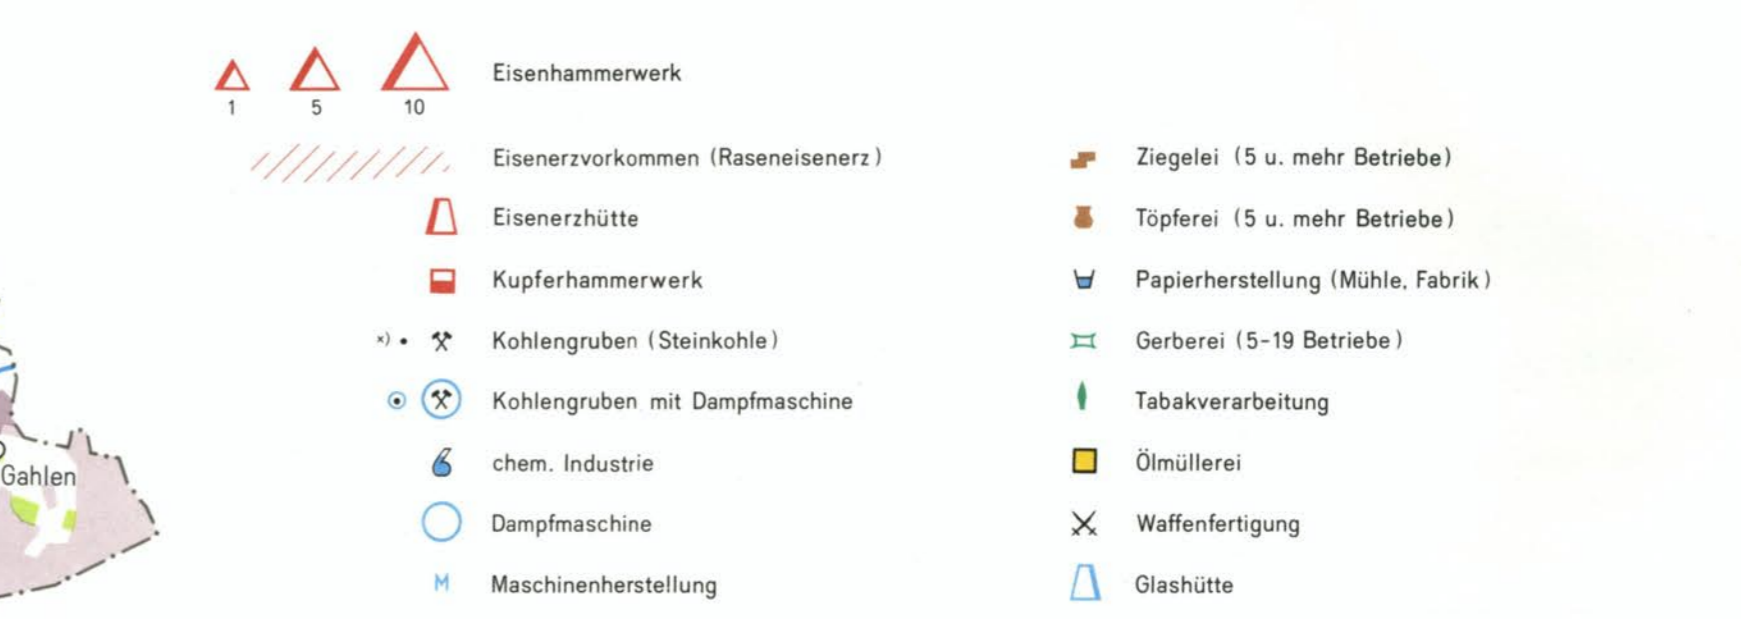 Eisenhammerwerk
1 5 10
Eisenerzvorkommen (Raseneisenerz)
Eisenerzhütte
Kupferhammerwerk
x) Kohlengruben (Steinkohle)
Kohlengruben mit Dampfmaschine
chem. Industrie
Dampfmaschine
M Maschinenherstellung
Ziegelei (5 u. mehr Betriebe)
Töpferei (5 u. mehr Betriebe)
Papierherstellung (Mühle, Fabrik)
Gerberei (5-19 Betriebe)
Tabakverarbeitung
Ölmüllerei
Waffenfertigung
Glashütte
Gahlen